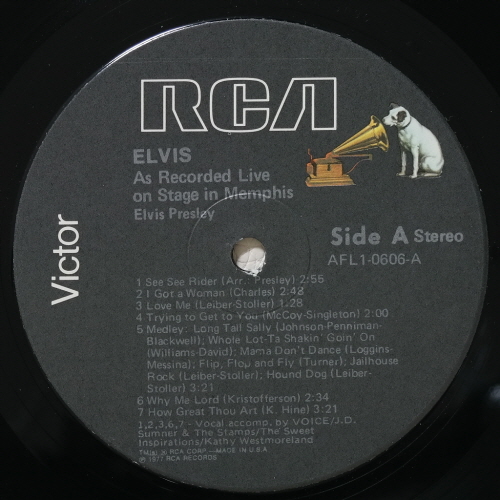 RCA
Victor
ELVIS
As Recorded Live
on Stage in Memphis
Elvis Presley
Side A Stereo
AFL1-0606-A
1 See See Rider (Arr.: Presley) 2:55
2 I Got a Woman (Charles) 2:48
3 Love Me (Leiber-Stoller) 1:28
4 Trying to Get to You (McCoy-Singleton) 2:00
5 Medley: Long Tall Sally (Johnson-Penniman-
Blackwell); Whole Lot-Ta Shakin' Goin' On
(Williams-David); Mama Don't Dance (Loggins-
Messina); Flip, Flop and Fly (Turner); Jailhouse
Rock (Leiber-Stoller); Hound Dog (Leiber-
Stoller) 3:21
6 Why Me Lord (Kristofferson) 2:34
7 How Great Thou Art (K. Hine) 3:21
1,2,3,6,7 - Vocal accomp. by VOICE/J.D.
Sumner & The Stamps/The Sweet
Inspirations/Kathy Westmoreland
TM(s) ® RCA CORP.—MADE IN U.S.A.
℗ 1977 RCA RECORDS